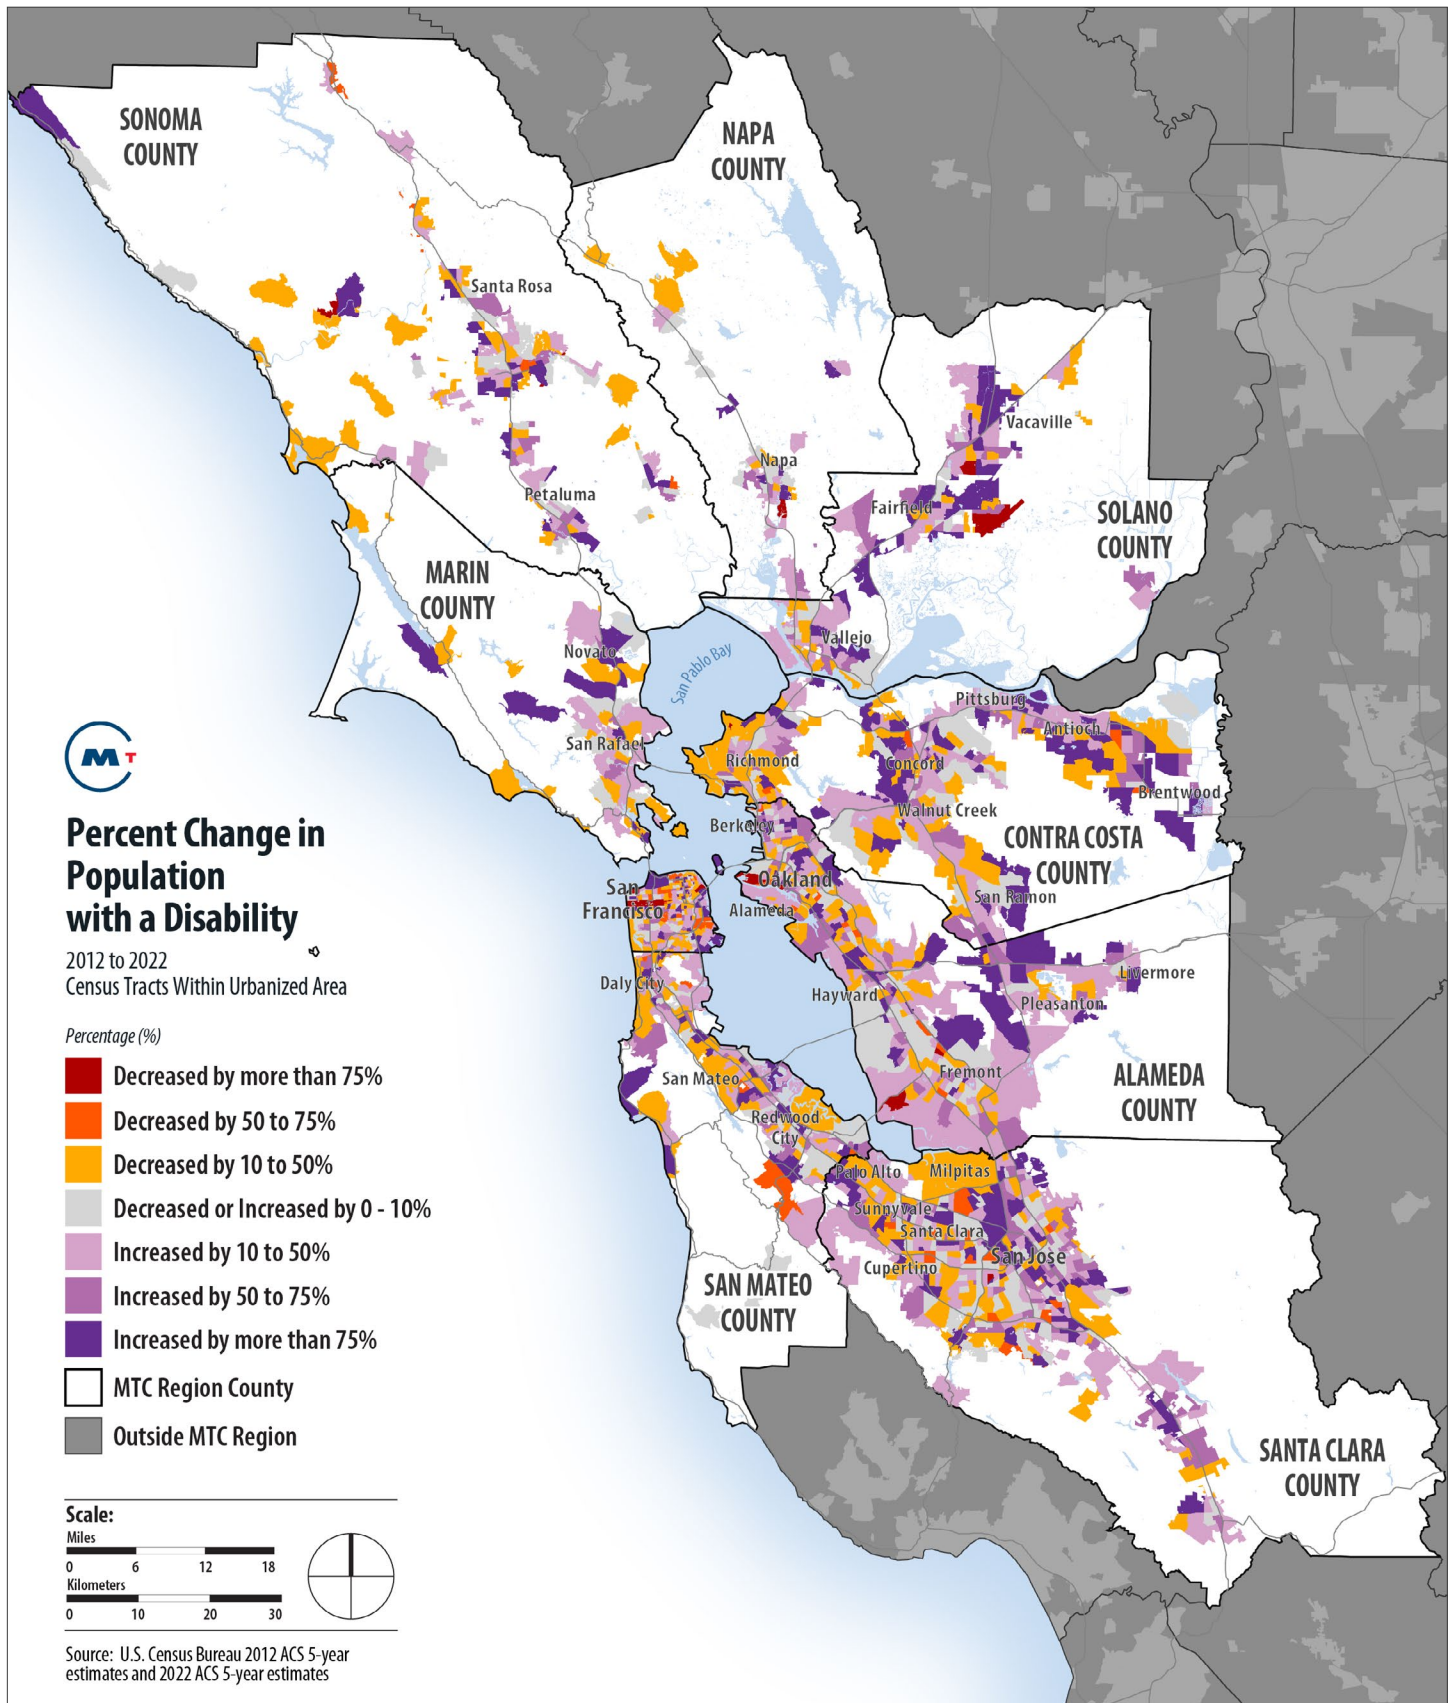 SONOMA
COUNTY
NAPA
COUNTY
Santa Rosa
Vacaville
Napa
Petaluma
Fairfield
SOLANO
COUNTY
MARIN
COUNTY
Vallejo
Novato
San Pablo Bay
Pittsburg
Antioch
San Rafael
Richmond
Concord
Brentwood
Walnut Creek
Berkeley
CONTRA COSTA
COUNTY
Oakland
San
Francisco
Alameda
San Ramon
Livermore
Daly City
Hayward
Pleasanton
San Mateo
Fremont
ALAMEDA
COUNTY
Redwood
City
Palo Alto
Milpitas
Sunnyvale
Santa Clara
San Jose
Cupertino
SAN MATEO
COUNTY
SANTA CLARA
COUNTY
M T
Percent Change in
Population
with a Disability
2012 to 2022
Census Tracts Within Urbanized Area
Percentage (%)
Decreased by more than 75%
Decreased by 50 to 75%
Decreased by 10 to 50%
Decreased or Increased by 0 - 10%
Increased by 10 to 50%
Increased by 50 to 75%
Increased by more than 75%
MTC Region County
Outside MTC Region
Scale:
Miles
0 6 12 18
Kilometers
0 10 20 30
Source: U.S. Census Bureau 2012 ACS 5-year
estimates and 2022 ACS 5-year estimates